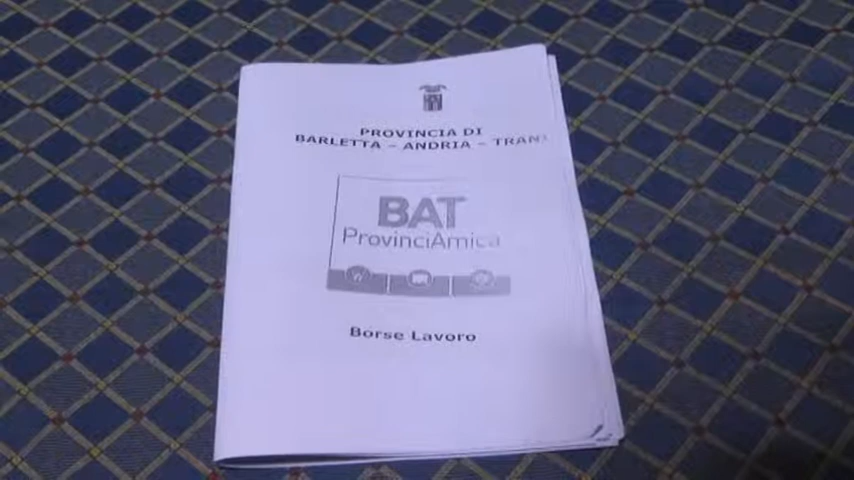 PROVINCIA DI
BARLETTA – ANDRIA – TRANI
BAT
ProvinciAmica
Borse Lavoro